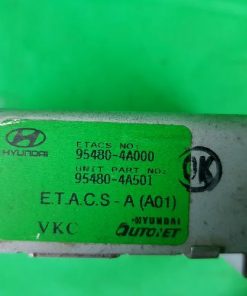 ETACS NO:
HYUNDAI
95480-4A000
UNIT PART NO:
95480-4A501
OK
E.T.A.C.S - A (A01)
HYUNDAI
VKC
AUTONET